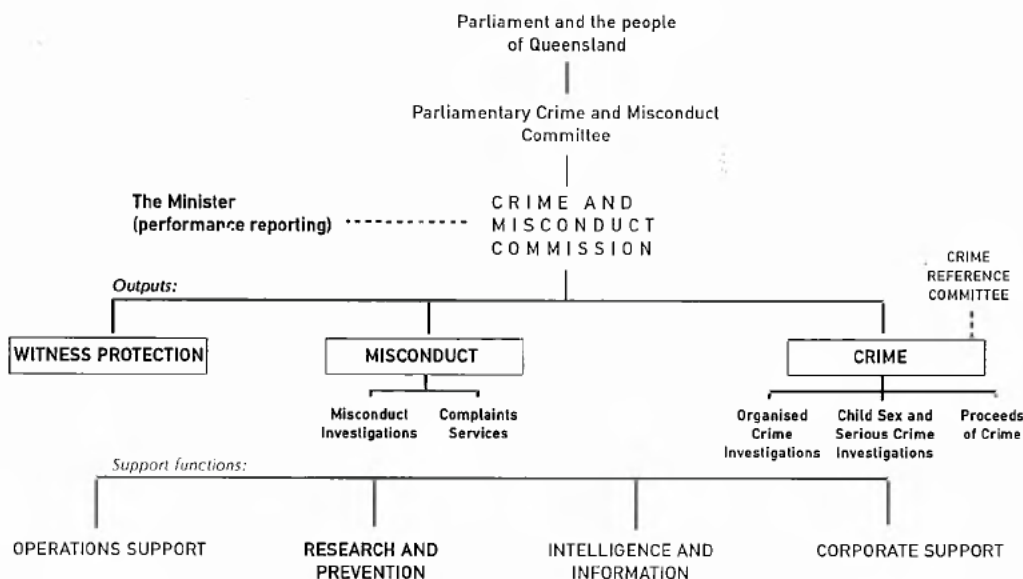 Parliament and the people
of Queensland
Parliamentary Crime and Misconduct
Committee
The Minister
(performance reporting)
CRIME AND
MISCONDUCT
COMMISSION
CRIME
REFERENCE
COMMITTEE
Outputs:
WITNESS PROTECTION
MISCONDUCT
CRIME
Misconduct
Investigations
Complaints
Services
Organised
Crime
Investigations
Child Sex and
Serious Crime
Investigations
Proceeds
of Crime
Support functions:
OPERATIONS SUPPORT
RESEARCH AND
PREVENTION
INTELLIGENCE AND
INFORMATION
CORPORATE SUPPORT